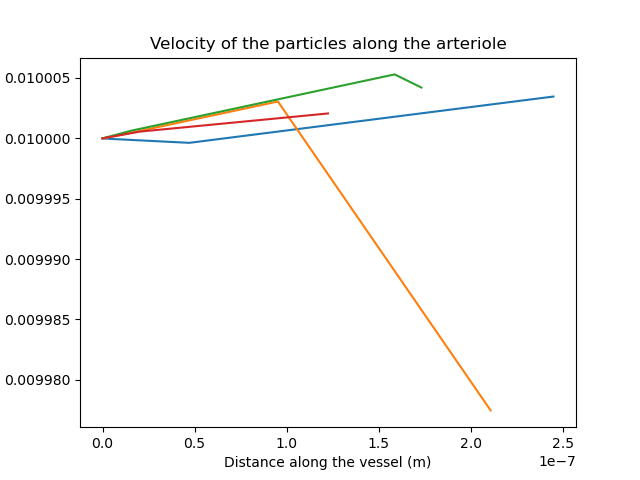 Velocity of the particles along the arteriole
0.010005
0.010000
0.009995
0.009990
0.009985
0.009980
0.0 0.5 1.0 1.5 2.0 2.5
1e−7
Distance along the vessel (m)